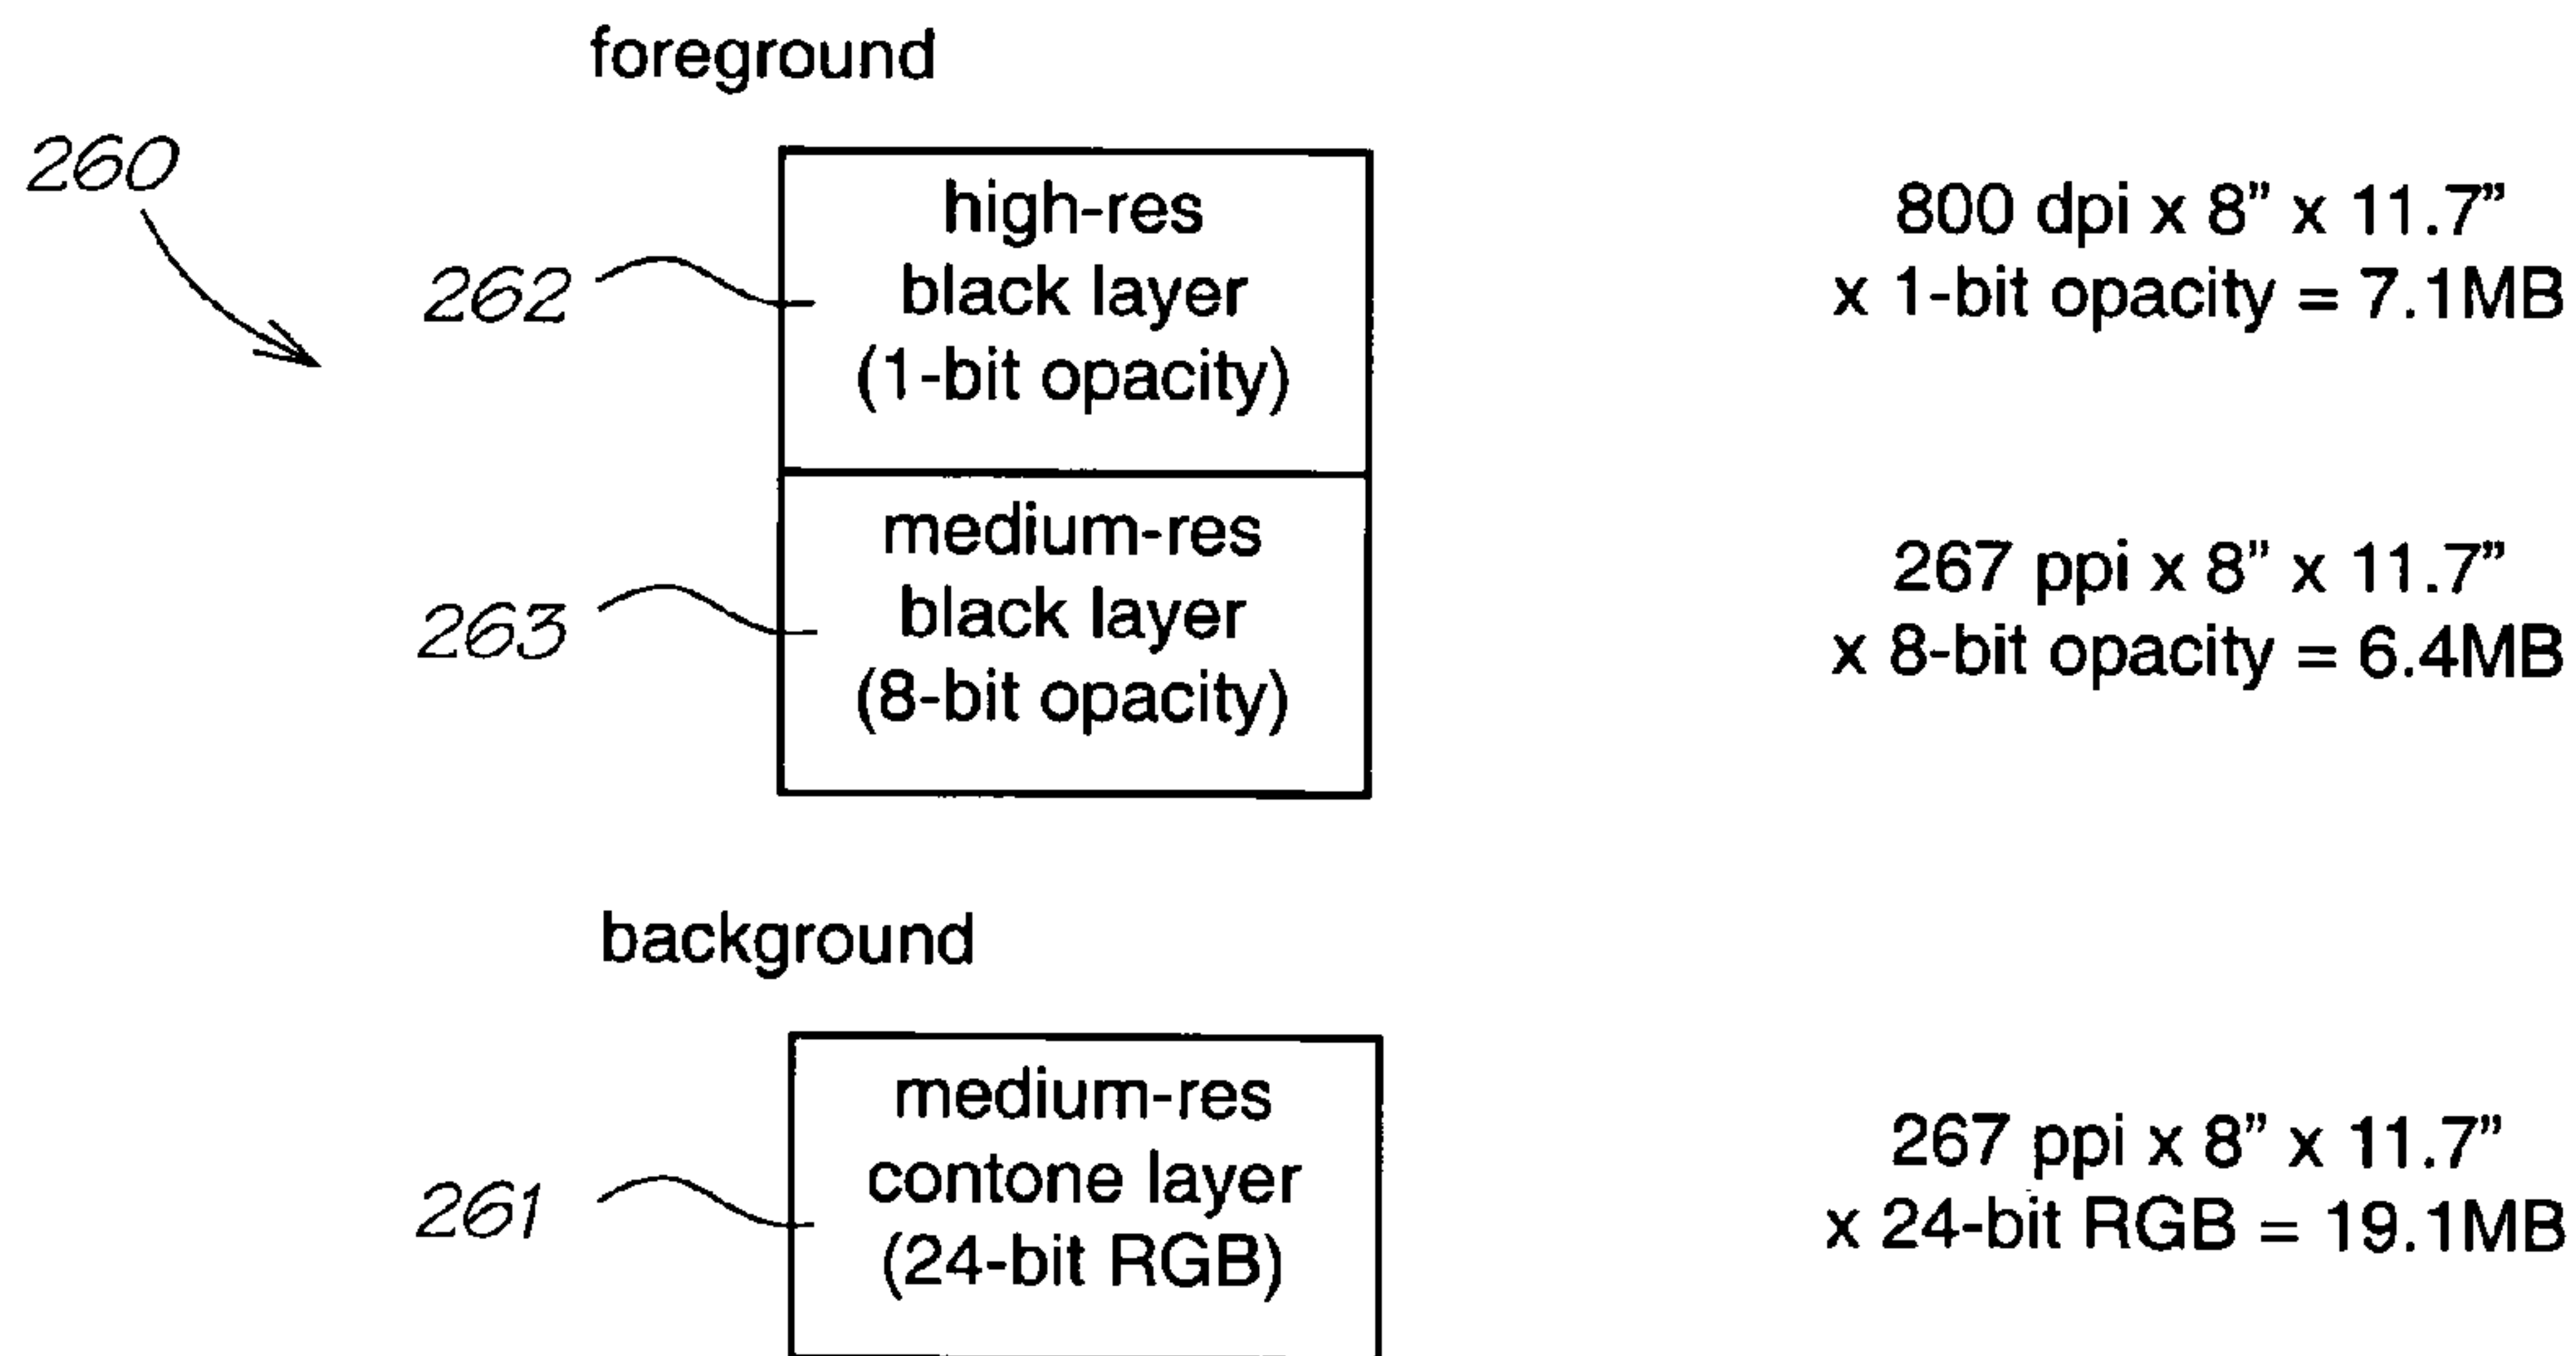 foreground
260
262
high-res
black layer
(1-bit opacity)
800 dpi x 8” x 11.7”
x 1-bit opacity = 7.1MB
263
medium-res
black layer
(8-bit opacity)
267 ppi x 8” x 11.7”
x 8-bit opacity = 6.4MB
background
261
medium-res
contone layer
(24-bit RGB)
267 ppi x 8” x 11.7”
x 24-bit RGB = 19.1MB